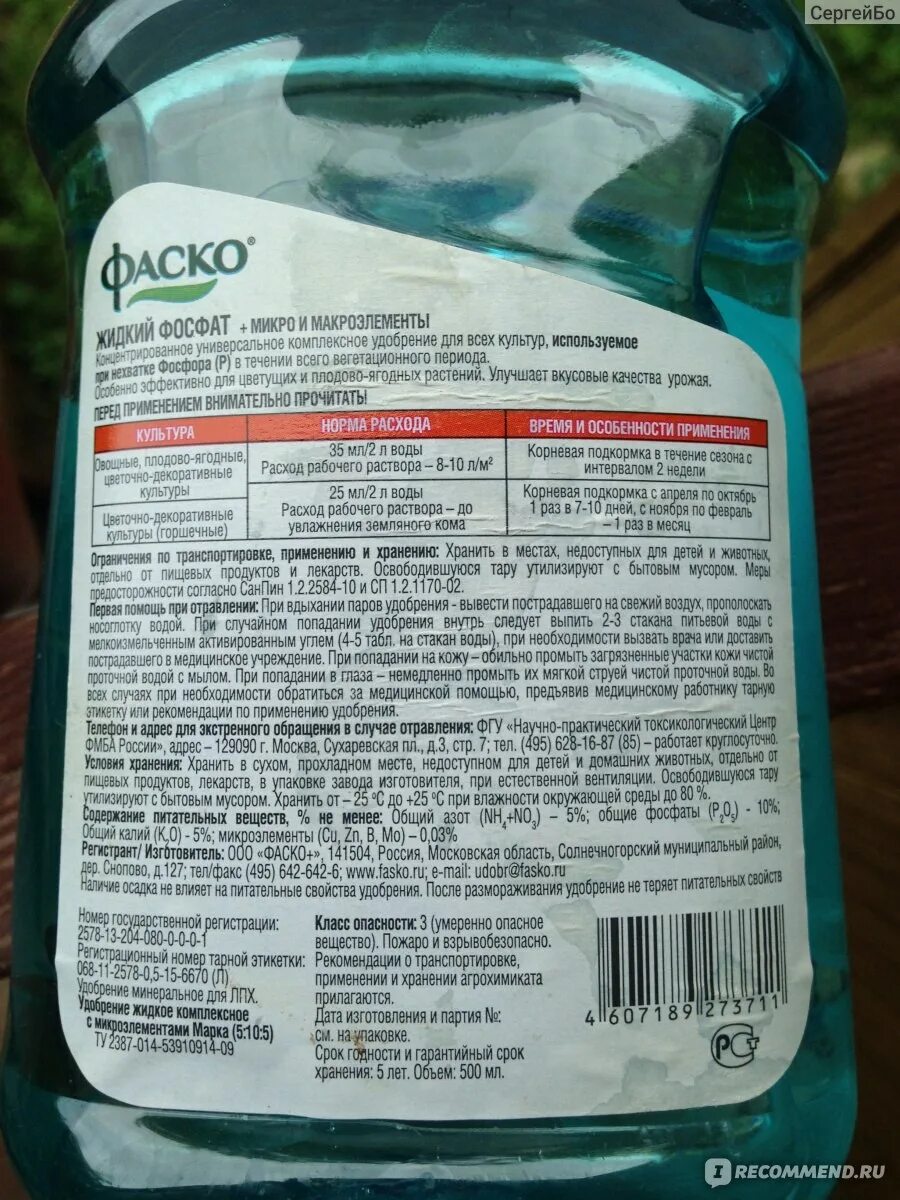 СергейБо
ФАСКО®
ЖИДКИЙ ФОСФАТ + МИКРО И МАКРОЭЛЕМЕНТЫ
Концентрированное универсальное комплексное удобрение для всех культур, используемое
при нехватке Фосфора (P) в течении всего вегетационного периода.
Особенно эффективно для цветущих и плодово-ягодных растений. Улучшает вкусовые качества урожая.
ПЕРЕД ПРИМЕНЕНИЕМ ВНИМАТЕЛЬНО ПРОЧИТАТЬ!
КУЛЬТУРА НОРМА РАСХОДА ВРЕМЯ И ОСОБЕННОСТИ ПРИМЕНЕНИЯ
Овощные, плодово-ягодные,
цветочно-декоративные
культуры
35 мл/2 л воды
Расход рабочего раствора – 8-10 л/м²
Корневая подкормка в течение сезона с
интервалом 2 недели
Цветочно-декоративные
культуры (горшечные)
25 мл/2 л воды
Расход рабочего раствора – до
увлажнения земляного кома
Корневая подкормка с апреля по октябрь
1 раз в 7-10 дней, с ноября по февраль
– 1 раз в месяц
Ограничения по транспортировке, применению и хранению: Хранить в местах, недоступных для детей и животных,
отдельно от пищевых продуктов и лекарств. Освободившуюся тару утилизируют с бытовым мусором. Меры
предосторожности согласно СанПин 1.2.2584-10 и СП 1.2.1170-02.
Первая помощь при отравлении: При вдыхании паров удобрения - вывести пострадавшего на свежий воздух, прополоскать
носоглотку водой. При случайном попадании удобрения внутрь следует выпить 2-3 стакана питьевой воды с
мелкоизмельченным активированным углем (4-5 табл. на стакан воды), при необходимости вызвать врача или доставить
пострадавшего в медицинское учреждение. При попадании на кожу – обильно промыть загрязненные участки кожи чистой
проточной водой с мылом. При попадании в глаза – немедленно промыть их мягкой струей чистой проточной воды. Во
всех случаях при необходимости обратиться за медицинской помощью, предъявив медицинскому работнику тарную
этикетку или рекомендации по применению удобрения.
Телефон и адрес для экстренного обращения в случае отравления: ФГУ «Научно-практический токсикологический Центр
ФМБА России», адрес – 129090 г. Москва, Сухаревская пл., д.3, стр. 7; тел. (495) 628-16-87 (85) – работает круглосуточно.
Условия хранения: Хранить в сухом, прохладном месте, недоступном для детей и домашних животных, отдельно от
пищевых продуктов, лекарств, в упаковке завода изготовителя, при естественной вентиляции. Освободившуюся тару
утилизируют с бытовым мусором. Хранить от – 25 ºС до +25 ºС при влажности окружающей среды до 80 %.
Содержание питательных веществ, % не менее: Общий азот (NH₄+NO₃) – 5%; общие фосфаты (P₂O₅) - 10%;
Общий калий (K₂O) - 5%; микроэлементы (Cu, Zn, B, Mo) – 0,03%
Регистрант/ Изготовитель: ООО «ФАСКО+», 141504, Россия, Московская область, Солнечногорский муниципальный район,
дер. Снопово, д.127; тел/факс (495) 642-642-6; www.fasko.ru; e-mail: udobr@fasko.ru
Наличие осадка не влияет на питательные свойства удобрения. После размораживания удобрение не теряет питательных свойств
Номер государственной регистрации:
2578-13-204-080-0-0-0-1
Регистрационный номер тарной этикетки:
068-11-2578-0,5-15-6670 (Л)
Удобрение минеральное для ЛПХ.
Удобрение жидкое комплексное
с микроэлементами Марка (5:10:5)
ТУ 2387-014-53910914-09
Класс опасности: 3 (умеренно опасное
вещество). Пожаро и взрывобезопасно.
Рекомендации о транспортировке,
применении и хранении агрохимиката
прилагаются.
Дата изготовления и партия №:
см. на упаковке.
Срок годности и гарантийный срок
хранения: 5 лет. Объем: 500 мл.
4 607189 273711
РСТ
IRECOMMEND.RU